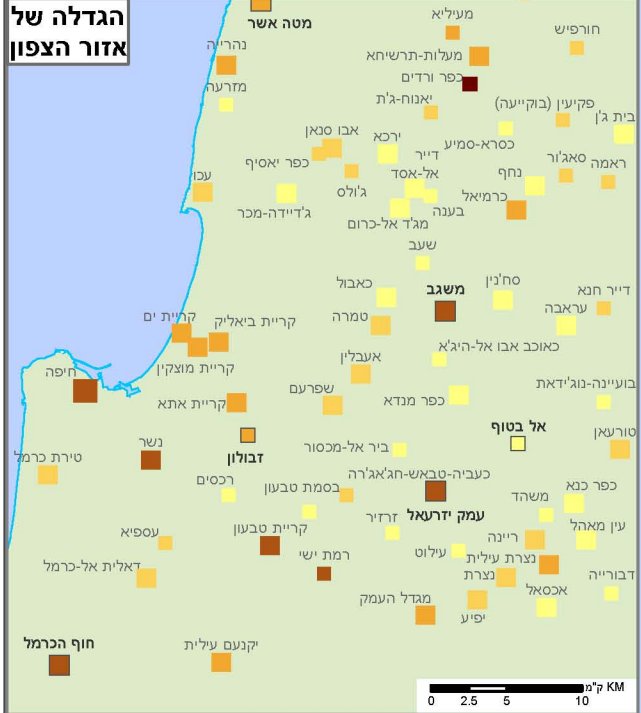 הגדלה של
אזור הצפון
מטה אשר
מעיליא
חורפיש
נהרייה
מעלות-תרשיחא
כפר ורדים
מזרעה
יאנוח-ג'ת
פקיעין (בוקייעה)
בית ג'ן
אבו סנאן
ירכא
כסרא-סמיע
כפר יאסיף
דייר
אל-אסד
נחף
סאג'ור
ראמה
עכו
ג'ולס
ג'דיידה-מכר
מג'ד אל-כרום
בענה
כרמיאל
שעב
כאבול
משגב
סח'נין
דייר חנא
טמרה
עראבה
קריית ים
קריית ביאליק
קריית מוצקין
כאוכב אבו אל-היג'א
חיפה
אעבלין
קריית אתא
שפרעם
כפר מנדא
בועיינה-נוג'ידאת
זבולון
אל בטוף
טורעאן
נשר
ביר אל-מכסור
טירת כרמל
רכסים
בסמת טבעון
כעביה-טבאש-חג'אג'רה
עמק יזרעאל
כפר כנא
משהד
עין מאהל
עספיא
קריית טבעון
זרזיר
ריינה
דאלית אל-כרמל
רמת ישי
עילוט
נצרת עילית
נצרת
דבורייה
מגדל העמק
יפיע
אכסאל
חוף הכרמל
יקנעם עילית
ק"מ KM
0 2.5 5 10